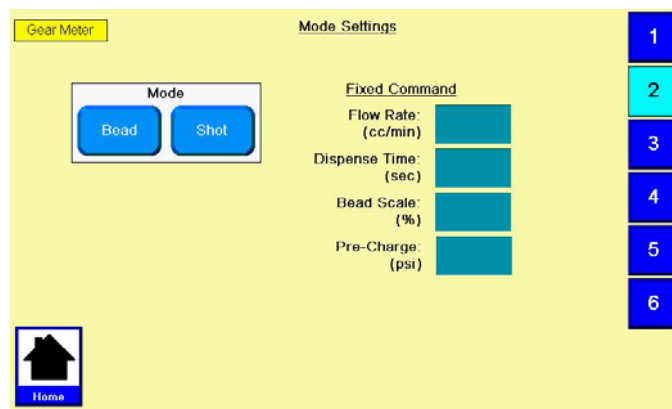 Gear Meter
Mode Settings
Mode
Bead
Shot
Fixed Command
Flow Rate:
(cc/min)
Dispense Time:
(sec)
Bead Scale:
(%)
Pre-Charge:
(psi)
1
2
3
4
5
6
Home